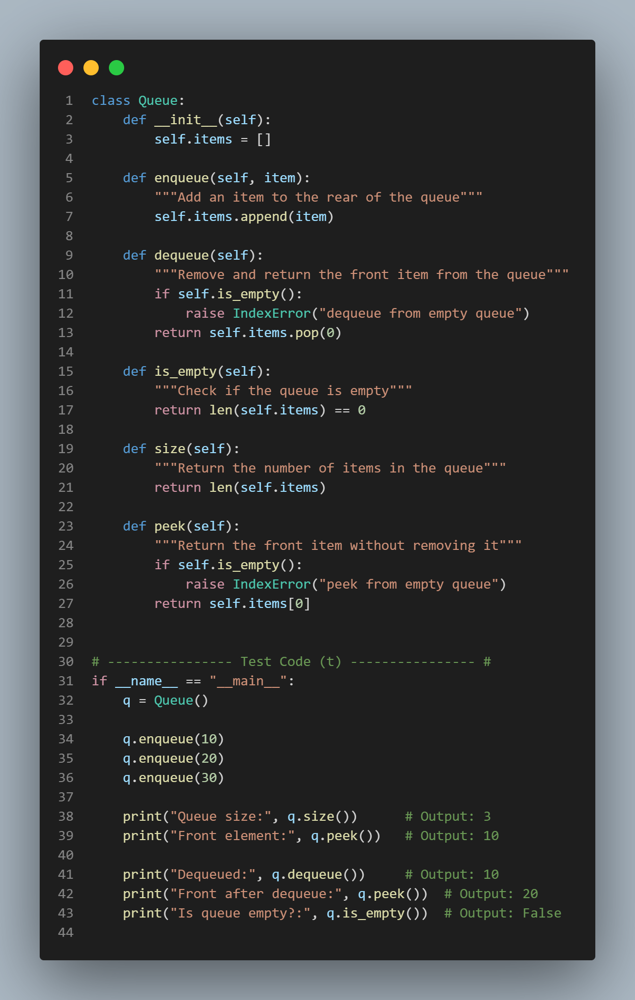 1 class Queue:
2     def __init__(self):
3         self.items = []
4
5     def enqueue(self, item):
6         """Add an item to the rear of the queue"""
7         self.items.append(item)
8
9     def dequeue(self):
10         """Remove and return the front item from the queue"""
11         if self.is_empty():
12             raise IndexError("dequeue from empty queue")
13         return self.items.pop(0)
14
15     def is_empty(self):
16         """Check if the queue is empty"""
17         return len(self.items) == 0
18
19     def size(self):
20         """Return the number of items in the queue"""
21         return len(self.items)
22
23     def peek(self):
24         """Return the front item without removing it"""
25         if self.is_empty():
26             raise IndexError("peek from empty queue")
27         return self.items[0]
28
29
30 # ---------------- Test Code (t) ---------------- #
31 if __name__ == "__main__":
32     q = Queue()
33
34     q.enqueue(10)
35     q.enqueue(20)
36     q.enqueue(30)
37
38     print("Queue size:", q.size())      # Output: 3
39     print("Front element:", q.peek())   # Output: 10
40
41     print("Dequeued:", q.dequeue())     # Output: 10
42     print("Front after dequeue:", q.peek())  # Output: 20
43     print("Is queue empty?:", q.is_empty())  # Output: False
44